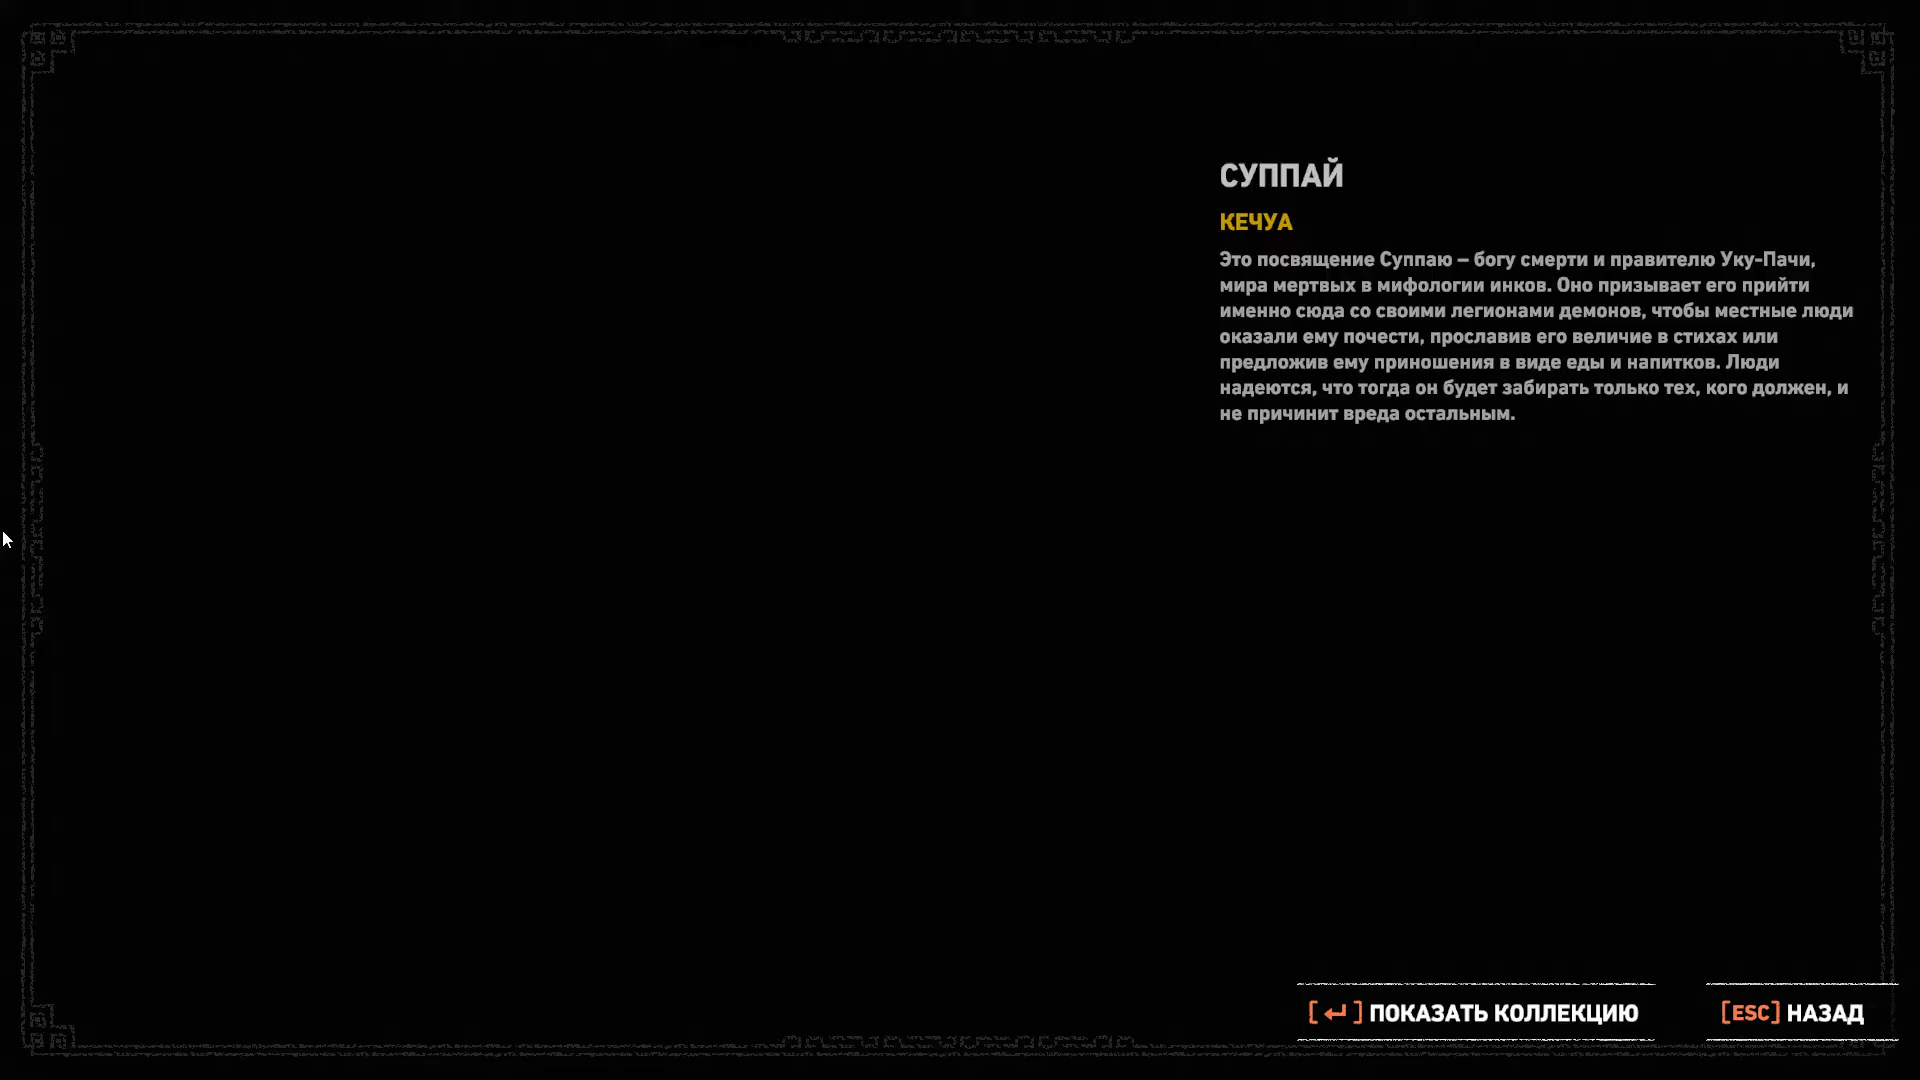 СУППАЙ
КЕЧУА
Это посвящение Суппаю – богу смерти и правителю Уку-Пачи,
мира мертвых в мифологии инков. Оно призывает его прийти
именно сюда со своими легионами демонов, чтобы местные люди
оказали ему почести, прославив его величие в стихах или
предложив ему приношения в виде еды и напитков. Люди
надеются, что тогда он будет забирать только тех, кого должен, и
не причинит вреда остальным.
[↵] ПОКАЗАТЬ КОЛЛЕКЦИЮ
[ESC] НАЗАД